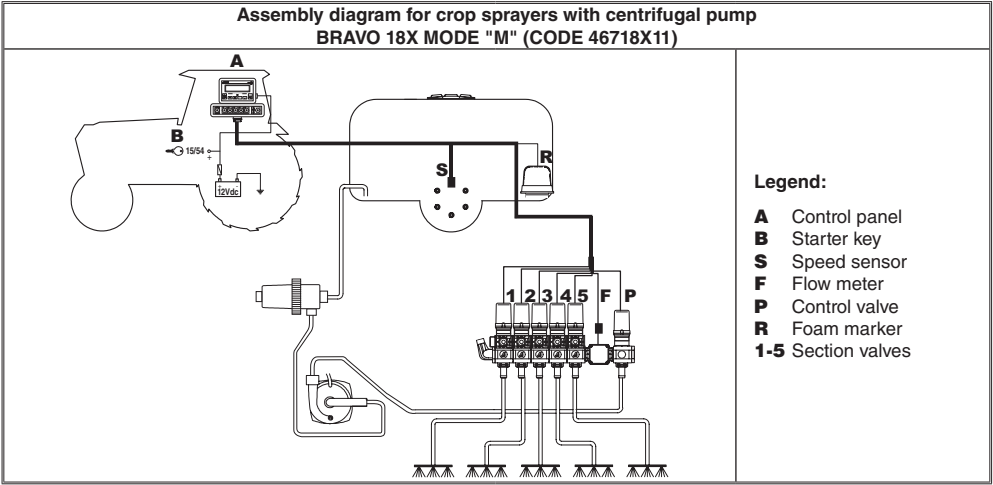 Assembly diagram for crop sprayers with centrifugal pump
BRAVO 18X MODE "M" (CODE 46718X11)
A
B
15/54
+
12Vdc
S
R
1 2 3 4 5 F P
Legend:
A Control panel
B Starter key
S Speed sensor
F Flow meter
P Control valve
R Foam marker
1-5 Section valves